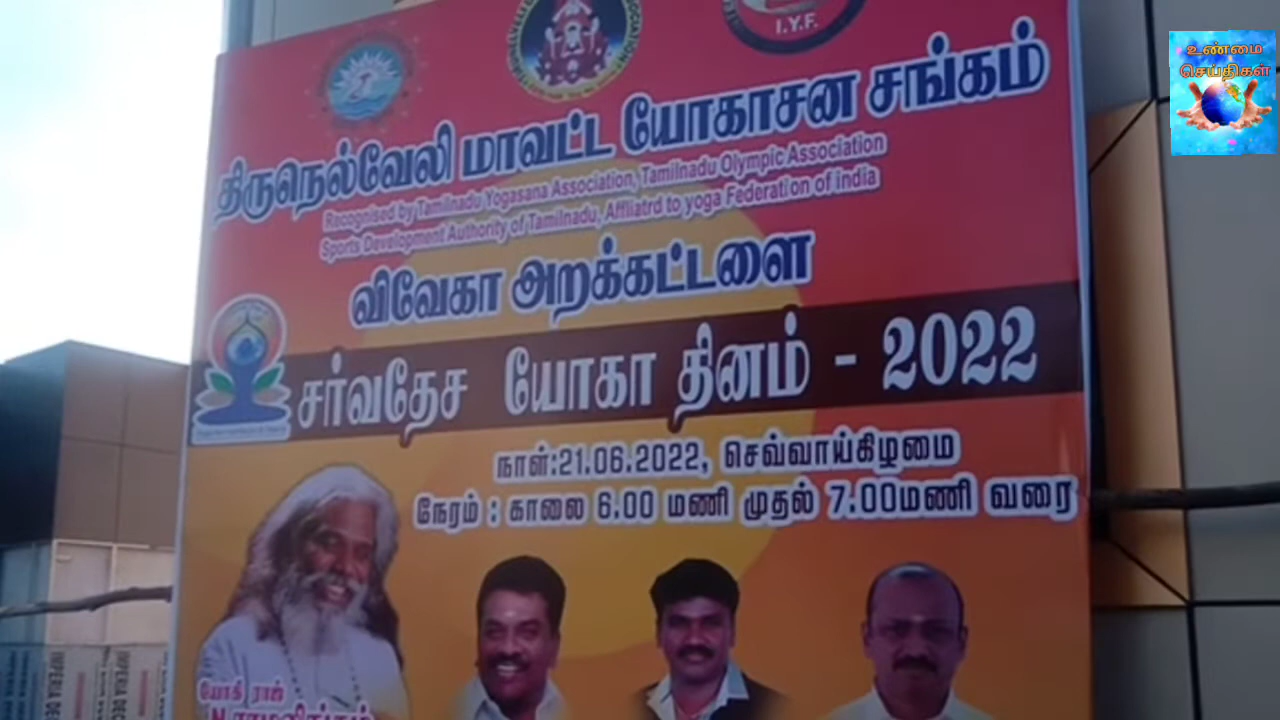 I.Y.F.
உண்மை
செய்திகள்
திருநெல்வேலி மாவட்ட யோகாசன சங்கம்
Recognised by Tamilnadu Yogasana Association, Tamilnadu Olympic Association
Sports Development Authority of Tamilnadu, Affliatrd to yoga Federation of india
விவேகா அறக்கட்டளை
சர்வதேச யோகா தினம் - 2022
நாள்:21.06.2022, செவ்வாய்கிழமை
நேரம் : காலை 6.00 மணி முதல் 7.00மணி வரை
யோகி ராஜ்